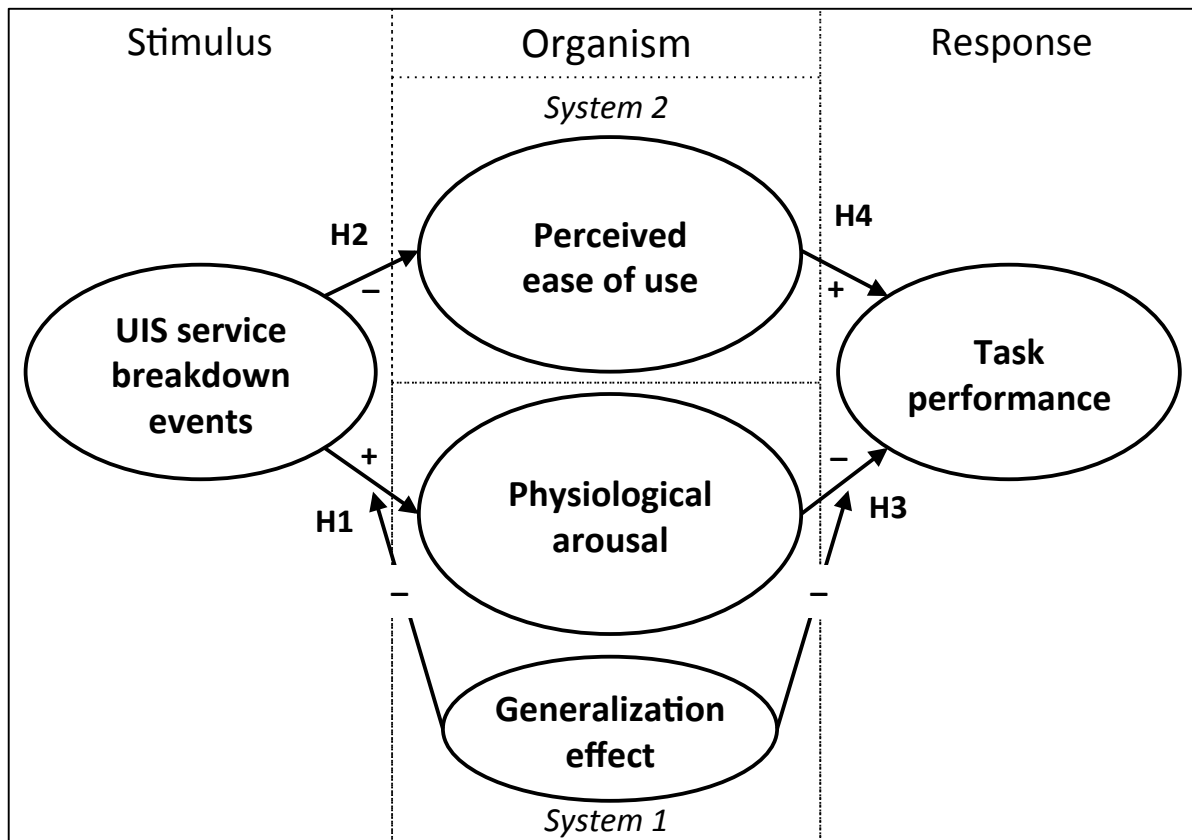 Stimulus
Organism
Response
System 2
H2
–
Perceived
ease of use
H4
+
UIS service
breakdown
events
Task
performance
+
H1
Physiological
arousal
–
H3
–
–
Generalization
effect
System 1